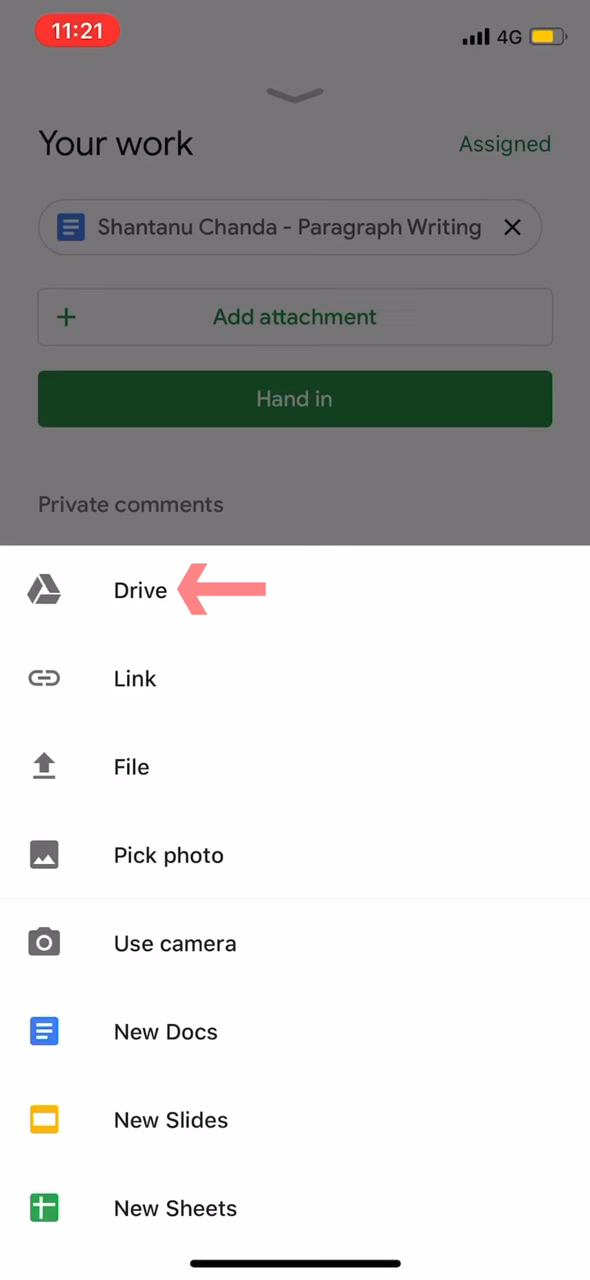 11:21
4G
Your work
Assigned
Shantanu Chanda - Paragraph Writing
Add attachment
Hand in
Private comments
Drive
Link
File
Pick photo
Use camera
New Docs
New Slides
New Sheets